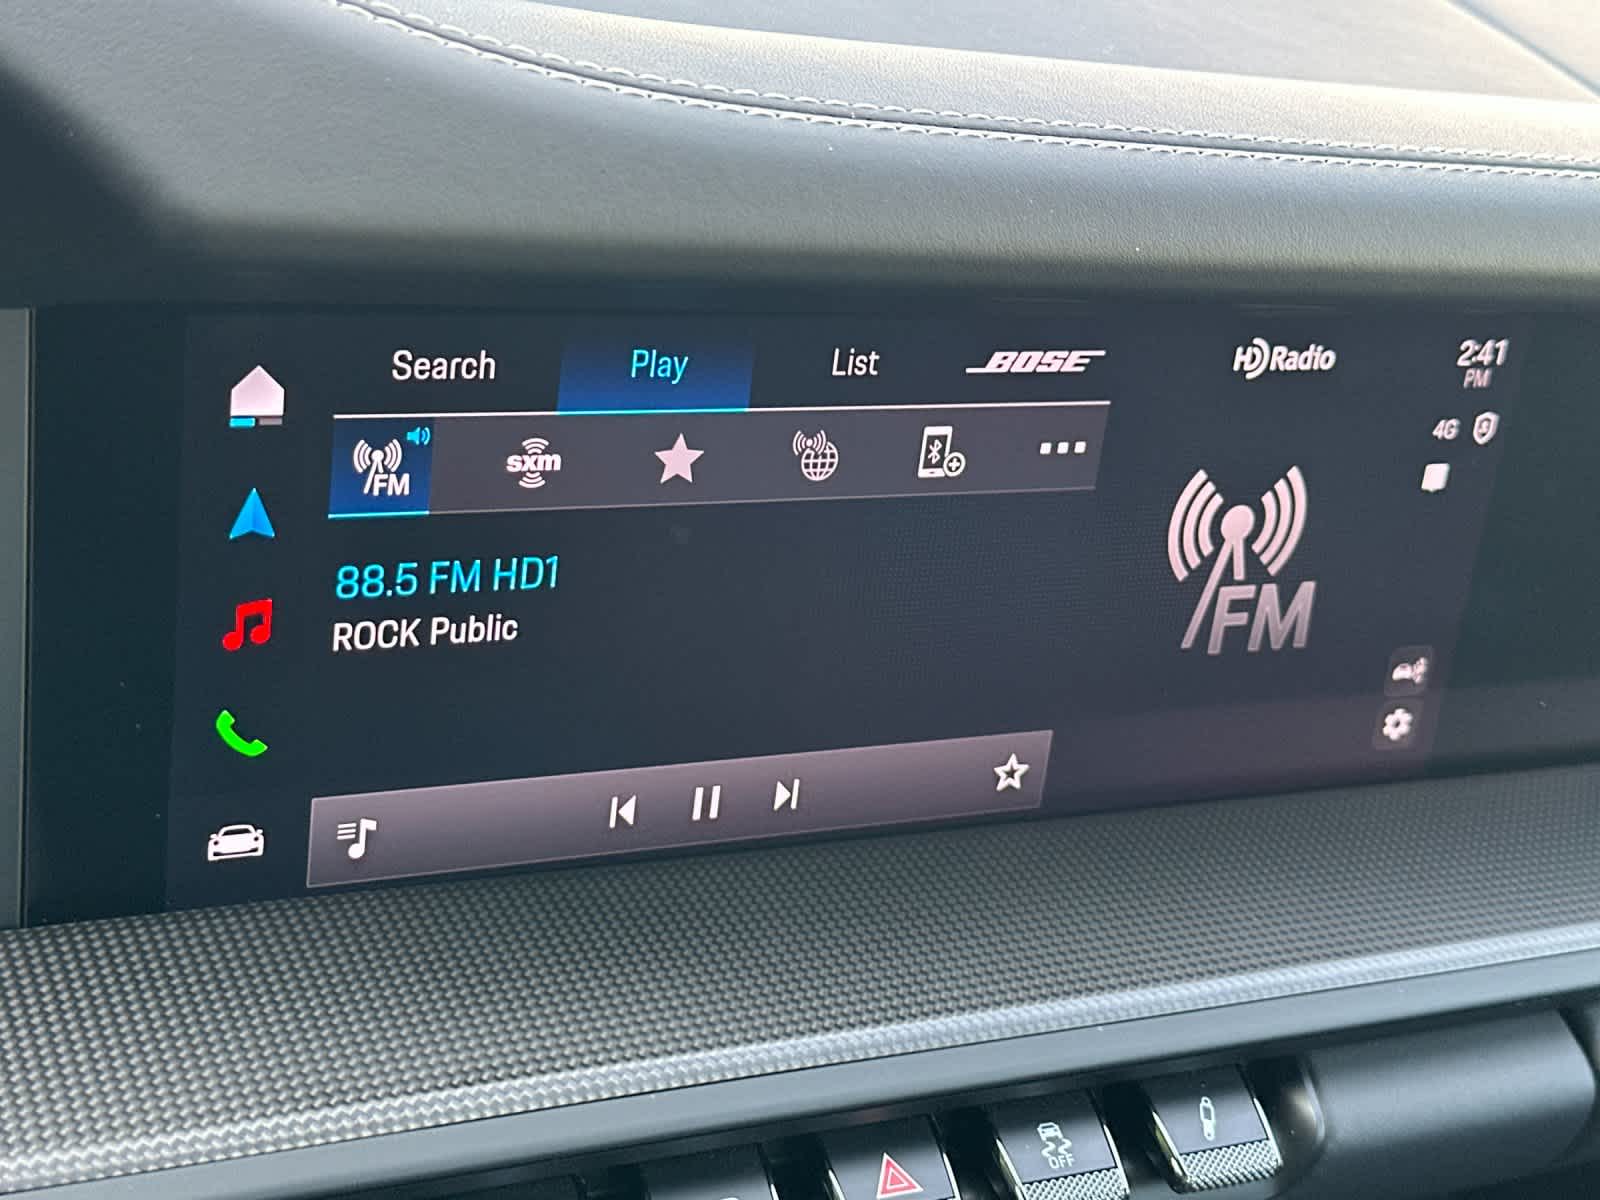 Search Play List BOSE HD Radio 2:41
PM
FM sxm
4G
88.5 FM HD1
ROCK Public
FM
OFF